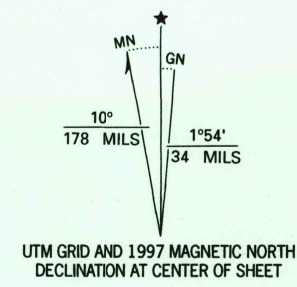 MN
GN
10°
178 MILS
1°54'
34 MILS
UTM GRID AND 1997 MAGNETIC NORTH
DECLINATION AT CENTER OF SHEET